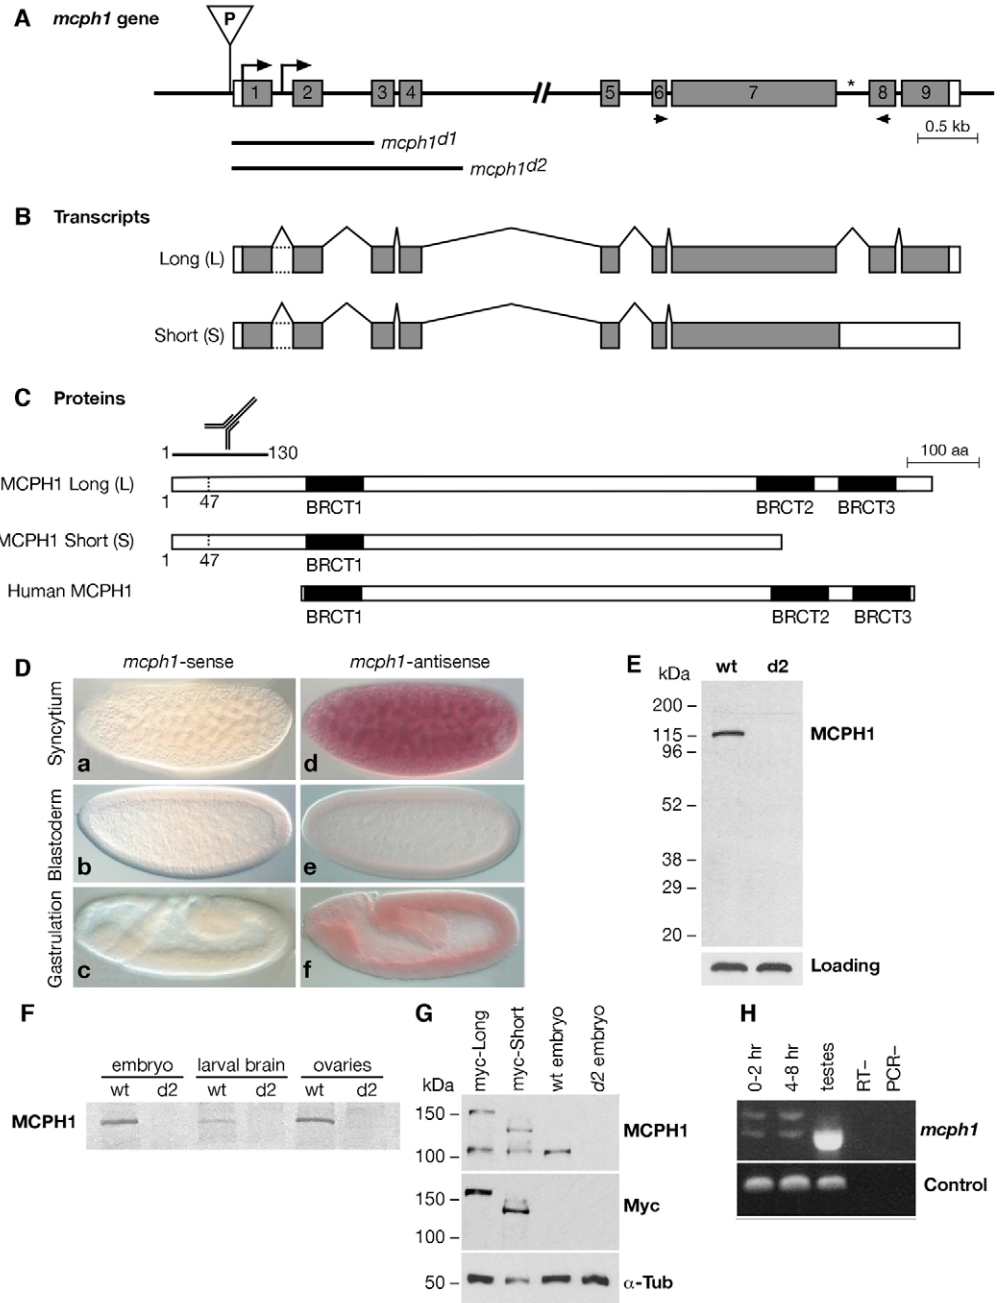 A mcph1 gene
P
1 2 3 4 5 6 7 * 8 9
0.5 kb
mcph1d1
mcph1d2
B Transcripts
Long (L)
Short (S)
C Proteins
1 130
100 aa
MCPH1 Long (L)
1 47 BRCT1 BRCT2 BRCT3
MCPH1 Short (S)
1 47 BRCT1
Human MCPH1
BRCT1 BRCT2 BRCT3
D mcph1-sense mcph1-antisense
Syncytium
a d
Blastoderm
b e
Gastrulation
c f
E
kDa wt d2
200 –
115 – MCPH1
96 –
52 –
38 –
29 –
20 –
Loading
F
embryo larval brain ovaries
wt d2 wt d2 wt d2
MCPH1
G
myc-Long
myc-Short
wt embryo
d2 embryo
kDa
150 –
MCPH1
100 –
150 –
Myc
100 –
50 – α-Tub
H
0-2 hr
4-8 hr
testes
RT–
PCR–
mcph1
Control